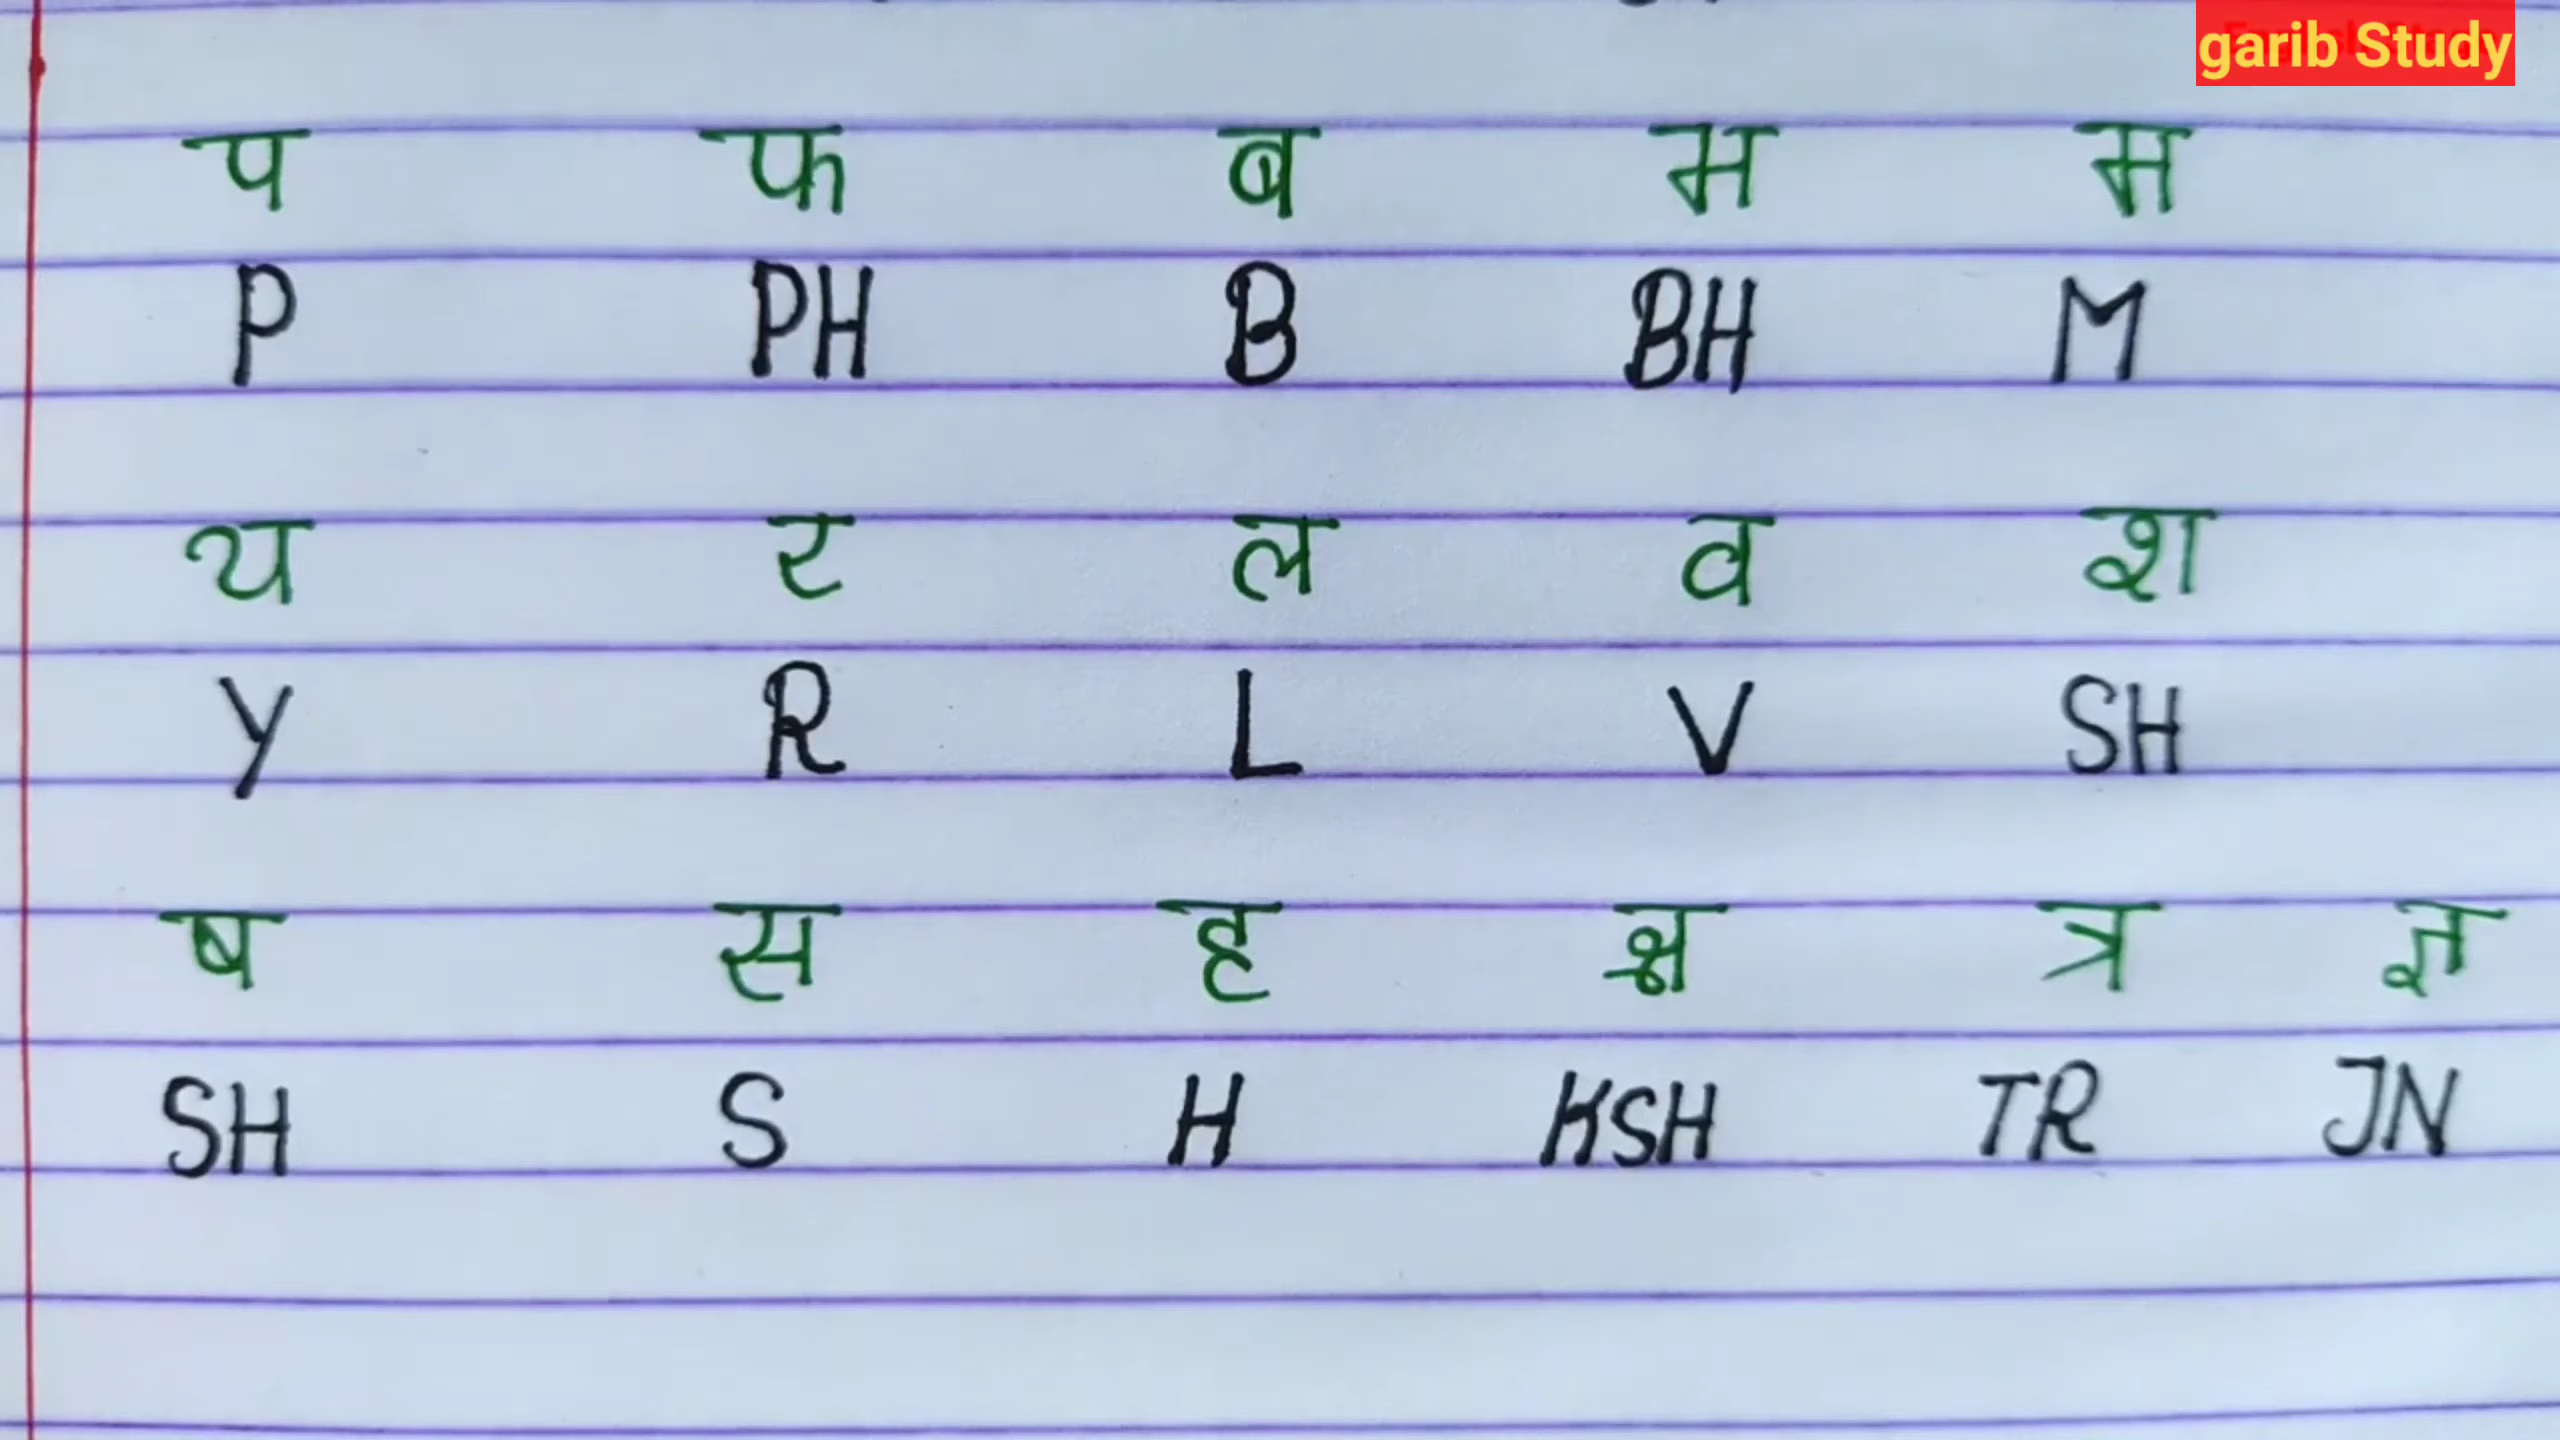 garib Study
प फ ब भ म
P PH B BH M
य र ल व श
Y R L V SH
ष स ह क्ष त्र ज्ञ
SH S H KSH TR JN